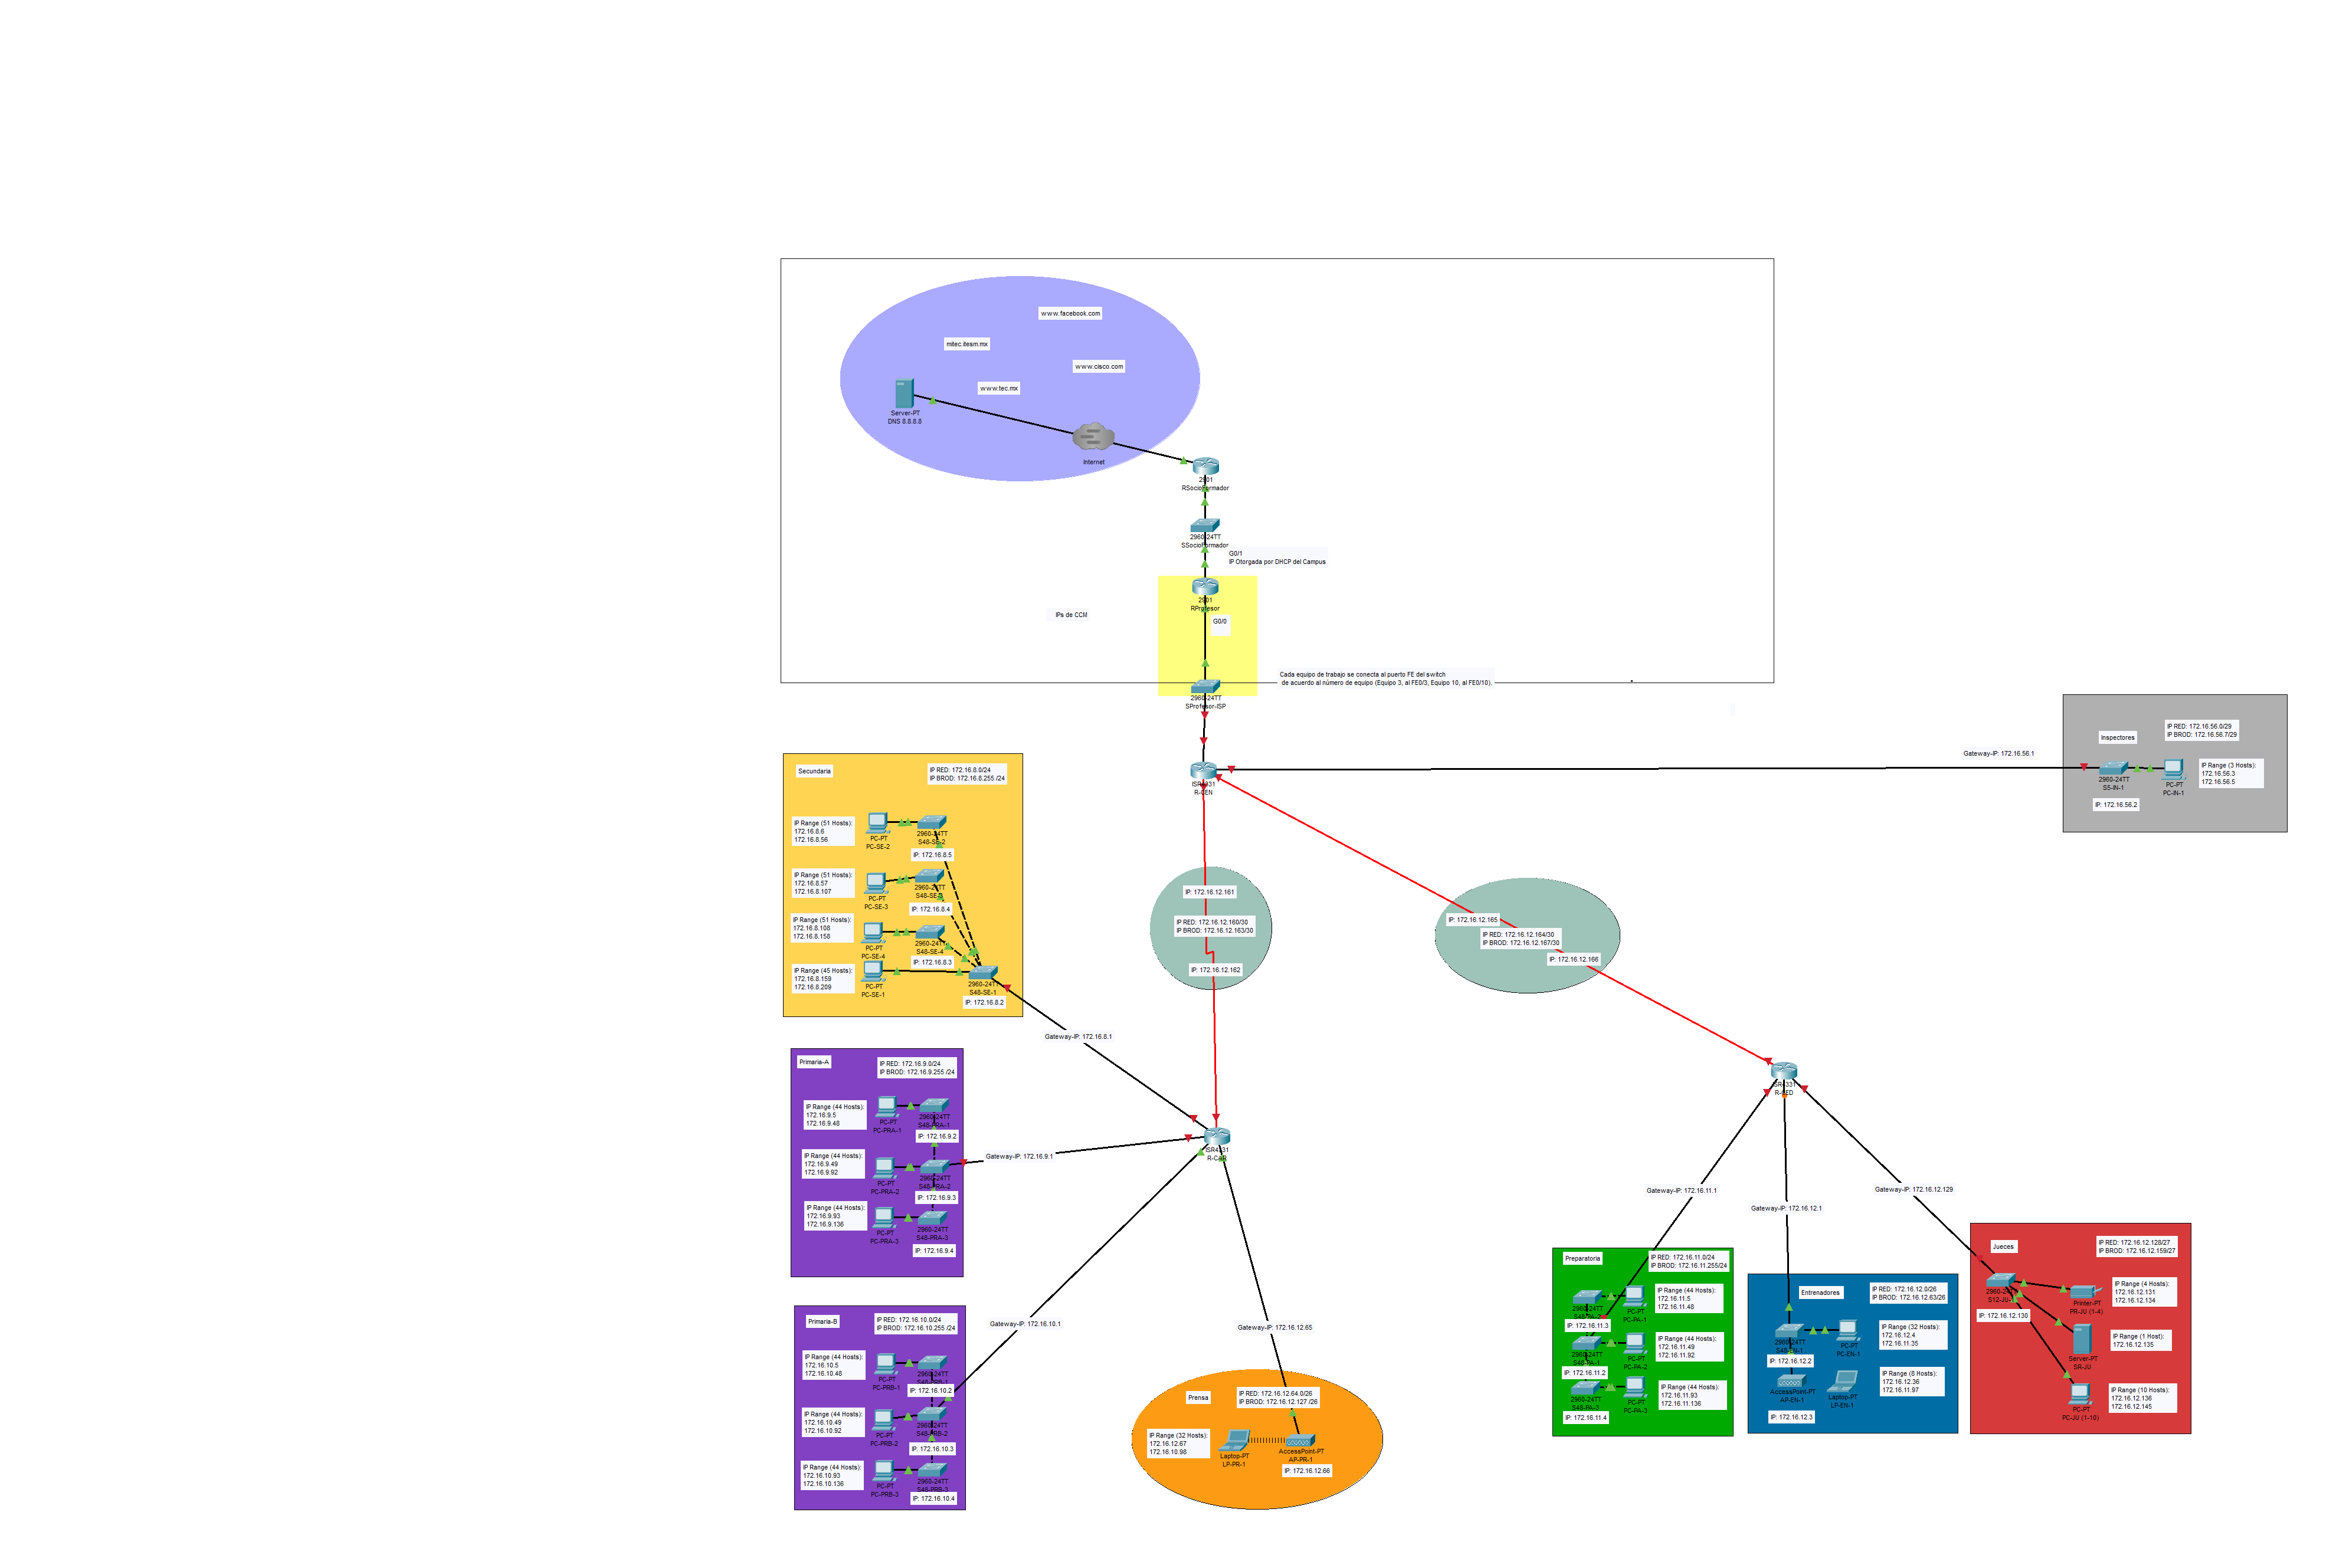 www.facebook.com
mitec.itesm.mx
www.cisco.com
www.tec.mx
Server-PT
DNS 8.8.8.8
Internet
2901
RSocioformador
2960-24TT
SSocioformador
G0/1
IP Otorgada por DHCP del Campus
2901
RProfesor
G0/0
IPs de CCM
Cada equipo de trabajo se conecta al puerto FE del switch
de acuerdo al número de equipo (Equipo 3, al FE0/3, Equipo 10, al FE0/10).
2960-24TT
SProfesor-ISP
ISR4331
R-CEN
Gateway-IP: 172.16.56.1
Inspectores
IP RED: 172.16.56.0/29
IP BROD: 172.16.56.7/29
2960-24TT
S5-IN-1
IP: 172.16.56.2
PC-PT
PC-IN-1
IP Range (3 Hosts):
172.16.56.3
172.16.56.5
Secundaria
IP RED: 172.16.8.0/24
IP BROD: 172.16.8.255 /24
IP Range (51 Hosts):
172.16.8.6
172.16.8.56
PC-PT
PC-SE-2
2960-24TT
S48-SE-2
IP: 172.16.8.5
IP Range (51 Hosts):
172.16.8.57
172.16.8.107
PC-PT
PC-SE-3
2960-24TT
S48-SE-3
IP: 172.16.8.4
IP Range (51 Hosts):
172.16.8.108
172.16.8.158
PC-PT
PC-SE-4
2960-24TT
S48-SE-4
IP: 172.16.8.3
IP Range (45 Hosts):
172.16.8.159
172.16.8.209
PC-PT
PC-SE-1
2960-24TT
S48-SE-1
IP: 172.16.8.2
Gateway-IP: 172.16.8.1
IP: 172.16.12.161
IP RED: 172.16.12.160/30
IP BROD: 172.16.12.163/30
IP: 172.16.12.162
IP: 172.16.12.165
IP RED: 172.16.12.164/30
IP BROD: 172.16.12.167/30
IP: 172.16.12.166
Primaria-A
IP RED: 172.16.9.0/24
IP BROD: 172.16.9.255 /24
IP Range (44 Hosts):
172.16.9.5
172.16.9.48
PC-PT
PC-PRA-1
2960-24TT
S48-PRA-1
IP: 172.16.9.2
IP Range (44 Hosts):
172.16.9.49
172.16.9.92
PC-PT
PC-PRA-2
2960-24TT
S48-PRA-2
IP: 172.16.9.3
IP Range (44 Hosts):
172.16.9.93
172.16.9.136
PC-PT
PC-PRA-3
2960-24TT
S48-PRA-3
IP: 172.16.9.4
Gateway-IP: 172.16.9.1
ISR4331
R-CAR
Primaria-B
IP RED: 172.16.10.0/24
IP BROD: 172.16.10.255 /24
IP Range (44 Hosts):
172.16.10.5
172.16.10.48
PC-PT
PC-PRB-1
2960-24TT
S48-PRB-1
IP: 172.16.10.2
IP Range (44 Hosts):
172.16.10.49
172.16.10.92
PC-PT
PC-PRB-2
2960-24TT
S48-PRB-2
IP: 172.16.10.3
IP Range (44 Hosts):
172.16.10.93
172.16.10.136
PC-PT
PC-PRB-3
2960-24TT
S48-PRB-3
IP: 172.16.10.4
Gateway-IP: 172.16.10.1
Gateway-IP: 172.16.12.65
Prensa
IP RED: 172.16.12.64.0/26
IP BROD: 172.16.12.127 /26
IP Range (32 Hosts):
172.16.12.67
172.16.10.98
Laptop-PT
LP-PR-1
AccessPoint-PT
AP-PR-1
IP: 172.16.12.66
ISR4331
R-RED
Gateway-IP: 172.16.11.1
Gateway-IP: 172.16.12.1
Gateway-IP: 172.16.12.129
Preparatoria
IP RED: 172.16.11.0/24
IP BROD: 172.16.11.255/24
2960-24TT
S48-PA-2
IP: 172.16.11.3
PC-PT
PC-PA-1
IP Range (44 Hosts):
172.16.11.5
172.16.11.48
2960-24TT
S48-PA-1
IP: 172.16.11.2
PC-PT
PC-PA-2
IP Range (44 Hosts):
172.16.11.49
172.16.11.92
2960-24TT
S48-PA-3
IP: 172.16.11.4
PC-PT
PC-PA-3
IP Range (44 Hosts):
172.16.11.93
172.16.11.136
Entrenadores
IP RED: 172.16.12.0/26
IP BROD: 172.16.12.63/26
2960-24TT
S48-EN-1
IP: 172.16.12.2
PC-PT
PC-EN-1
IP Range (32 Hosts):
172.16.12.4
172.16.11.35
AccessPoint-PT
AP-EN-1
IP: 172.16.12.3
Laptop-PT
LP-EN-1
IP Range (8 Hosts):
172.16.12.36
172.16.11.97
Jueces
IP RED: 172.16.12.128/27
IP BROD: 172.16.12.159/27
2960-24TT
S12-JU-1
IP: 172.16.12.130
Printer-PT
PR-JU (1-4)
IP Range (4 Hosts):
172.16.12.131
172.16.12.134
Server-PT
SR-JU
IP Range (1 Host):
172.16.12.135
PC-PT
PC-JU (1-10)
IP Range (10 Hosts):
172.16.12.136
172.16.12.145